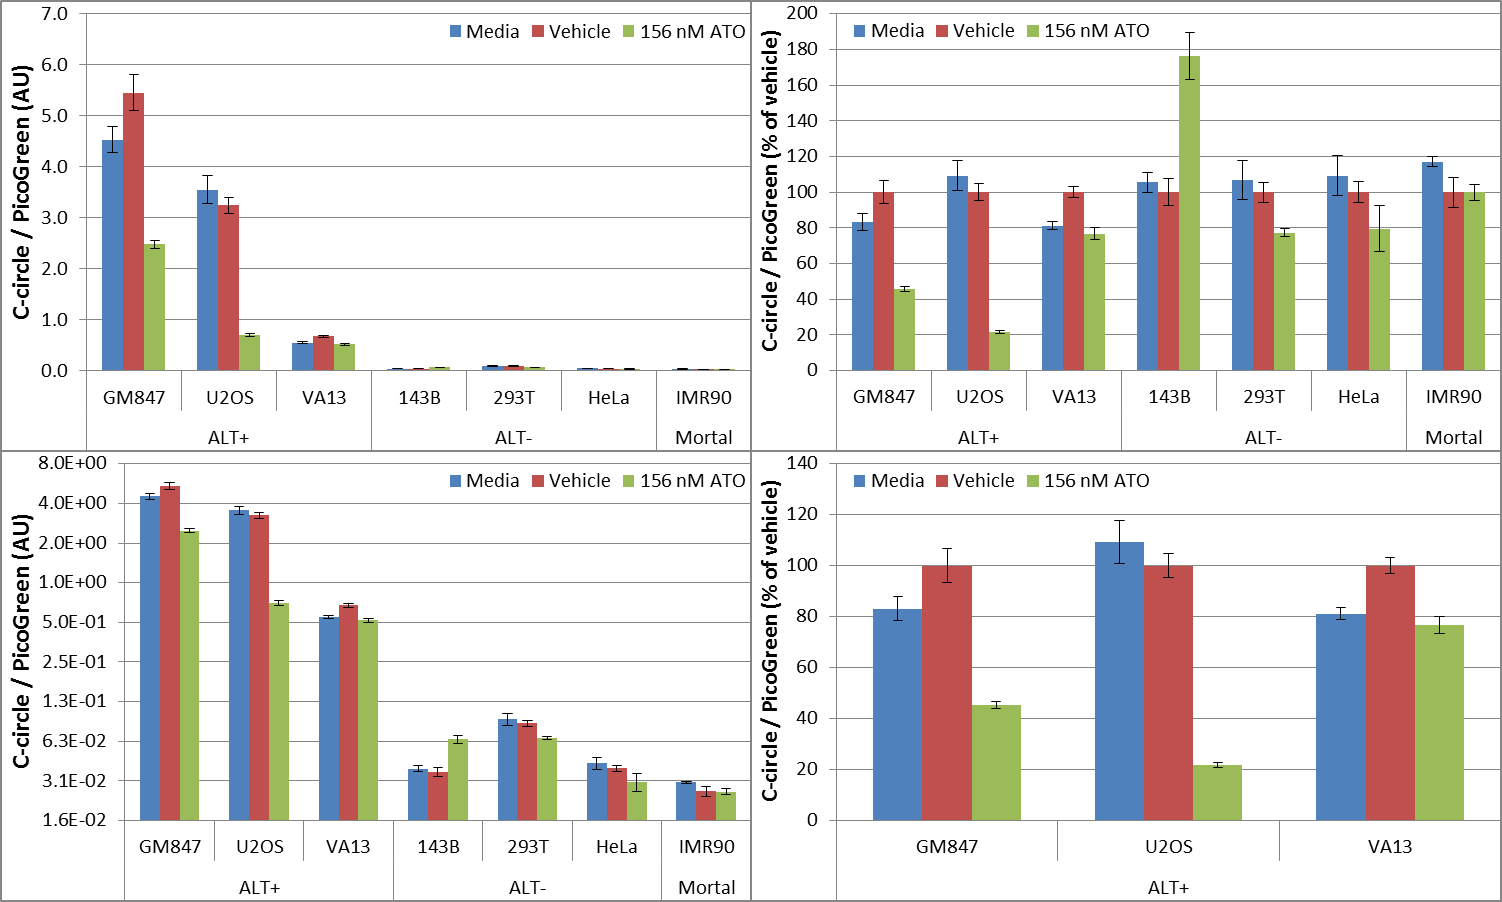 C-circle / PicoGreen (AU)
Media Vehicle 156 nM ATO
7.0
6.0
5.0
4.0
3.0
2.0
1.0
0.0
GM847 U2OS VA13 143B 293T HeLa IMR90
ALT+ ALT- Mortal
C-circle / PicoGreen (% of vehicle)
Media Vehicle 156 nM ATO
200
180
160
140
120
100
80
60
40
20
0
GM847 U2OS VA13 143B 293T HeLa IMR90
ALT+ ALT- Mortal
C-circle / PicoGreen (AU)
Media Vehicle 156 nM ATO
8.0E+00
4.0E+00
2.0E+00
1.0E+00
5.0E-01
2.5E-01
1.3E-01
6.3E-02
3.1E-02
1.6E-02
GM847 U2OS VA13 143B 293T HeLa IMR90
ALT+ ALT- Mortal
C-circle / PicoGreen (% of vehicle)
Media Vehicle 156 nM ATO
140
120
100
80
60
40
20
0
GM847 U2OS VA13
ALT+